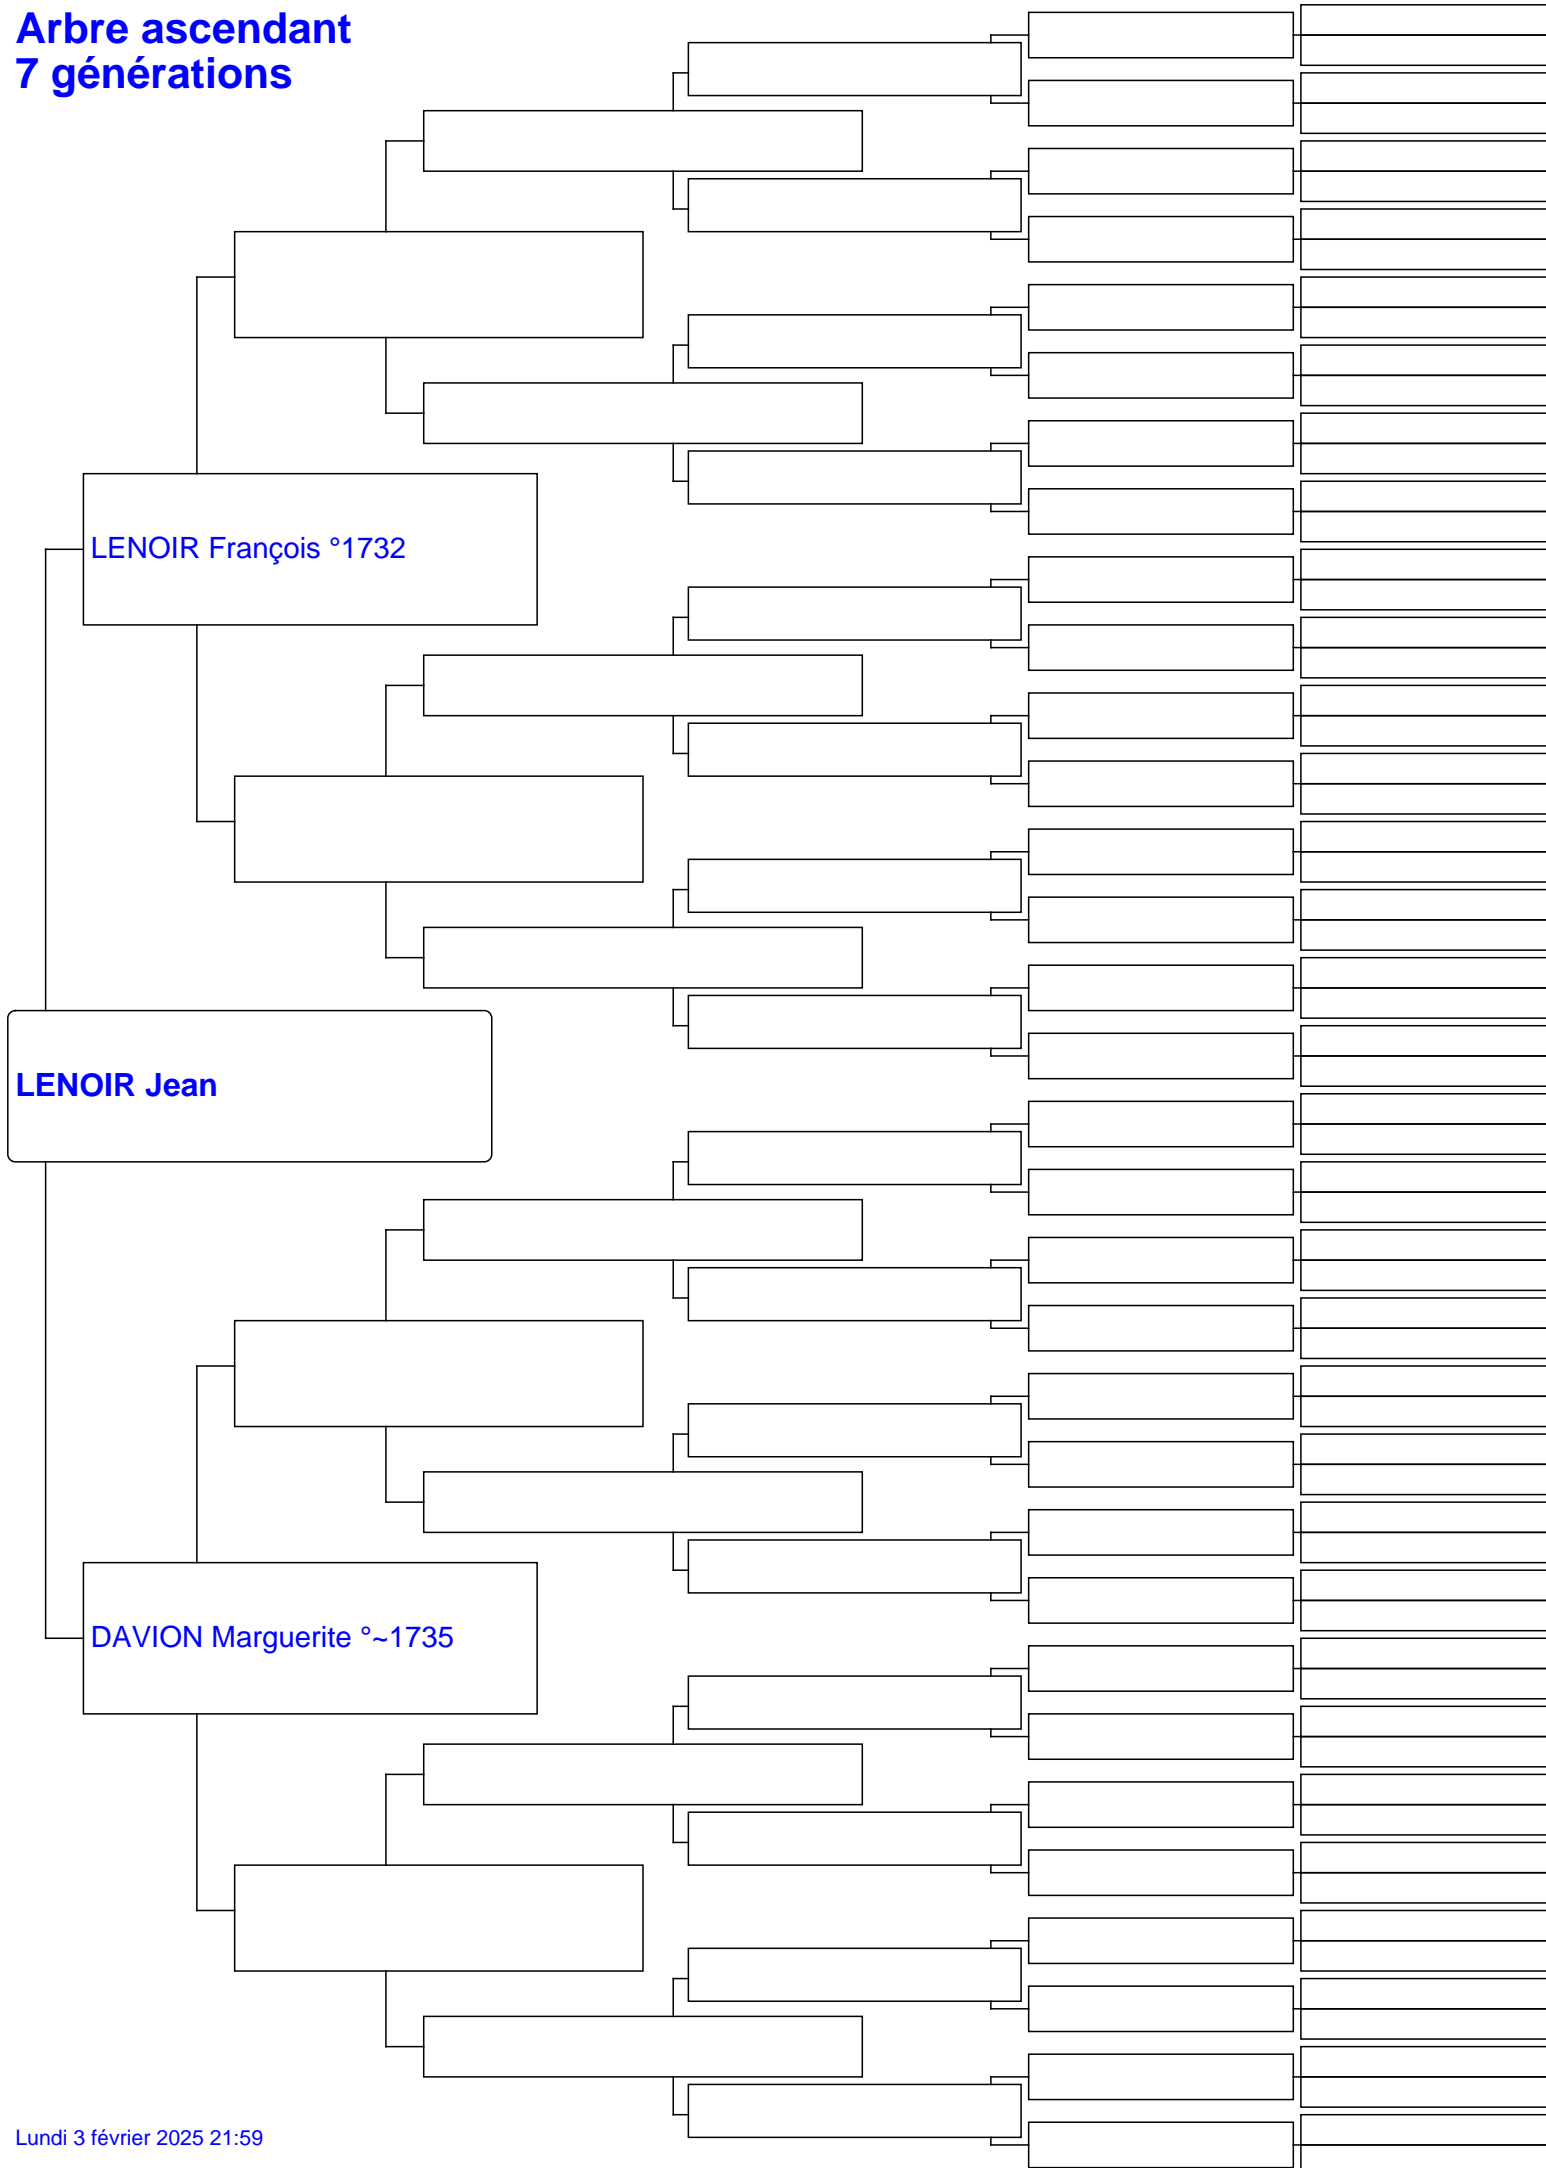 Arbre ascendant
7 générations
LENOIR François °1732
LENOIR Jean
DAVION Marguerite °~1735
Lundi 3 février 2025 21:59